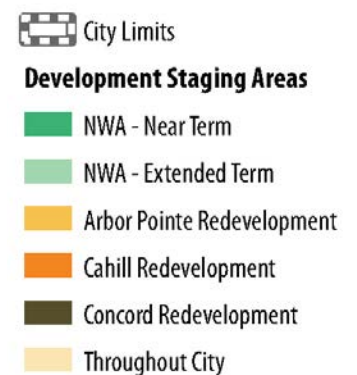 City Limits
Development Staging Areas
NWA - Near Term
NWA - Extended Term
Arbor Pointe Redevelopment
Cahill Redevelopment
Concord Redevelopment
Throughout City